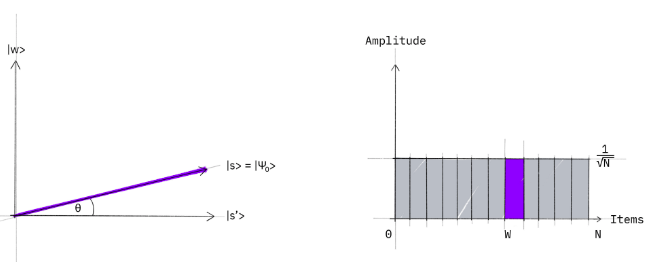 |w>
|s> = |Ψ₀>
θ
|s'>
Amplitude
1
√N
Items
0
W
N